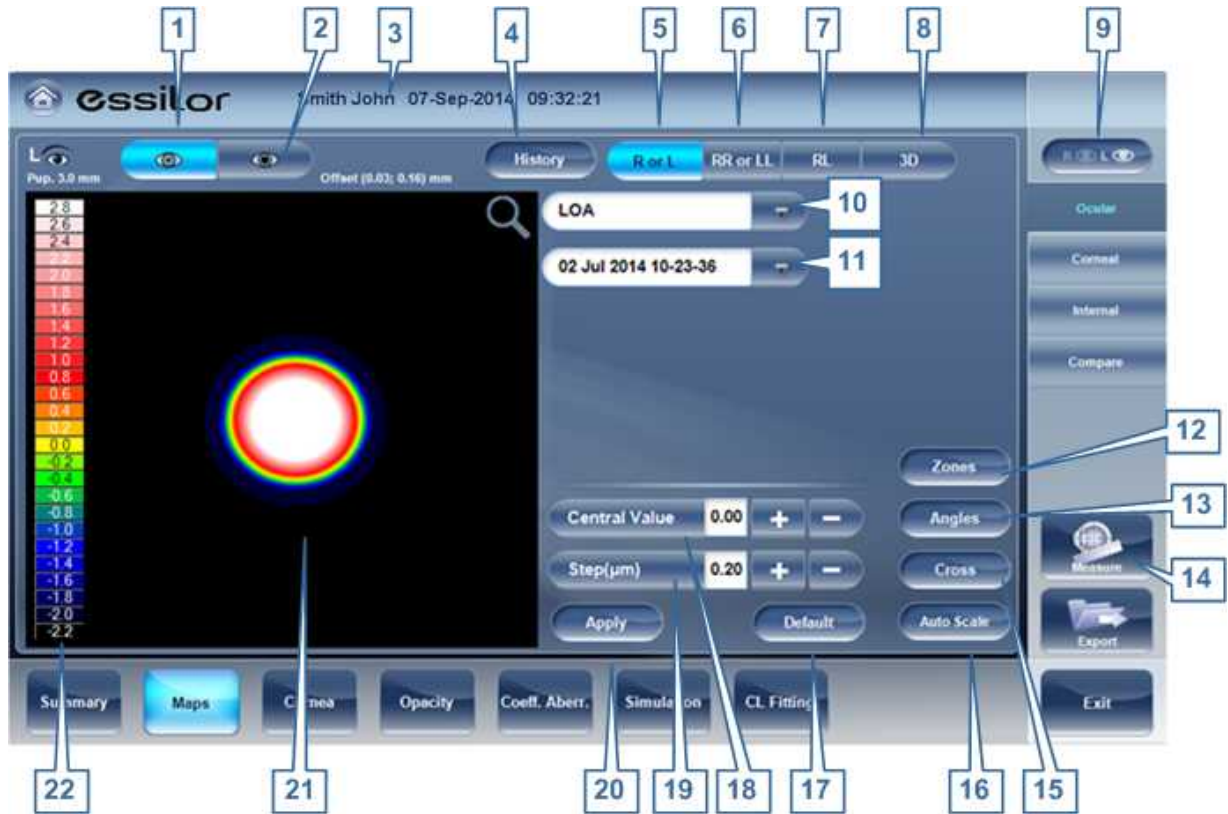 1 2 3 4 5 6 7 8 9
essilor Smith John 07-Sep-2014 09:32:21
L Pup. 3.0 mm
Offset (0.03; 0.16) mm
History R or L RR or LL RL 3D
R L
2.8
2.6
2.4
2.2
2.0
1.8
1.6
1.4
1.2
1.0
0.8
0.6
0.4
0.2
0.0
-0.2
-0.4
-0.6
-0.8
-1.0
-1.2
-1.4
-1.6
-1.8
-2.0
-2.2
LOA 10
02 Jul 2014 10-23-36 11
Ocular
Corneal
Internal
Compare
12
Zones
Central Value 0.00 + −
Angles 13
Step(µm) 0.20 + −
Cross
Measure 14
Apply Default Auto Scale
Export
Summary Maps Opacity Coeff. Aberr. CL Fitting Exit
22 21 20 19 18 17 16 15